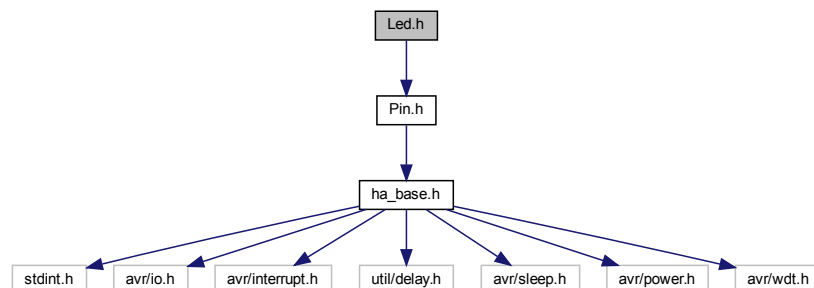 Led.h
Pin.h
ha_base.h
stdint.h
avr/io.h
avr/interrupt.h
util/delay.h
avr/sleep.h
avr/power.h
avr/wdt.h